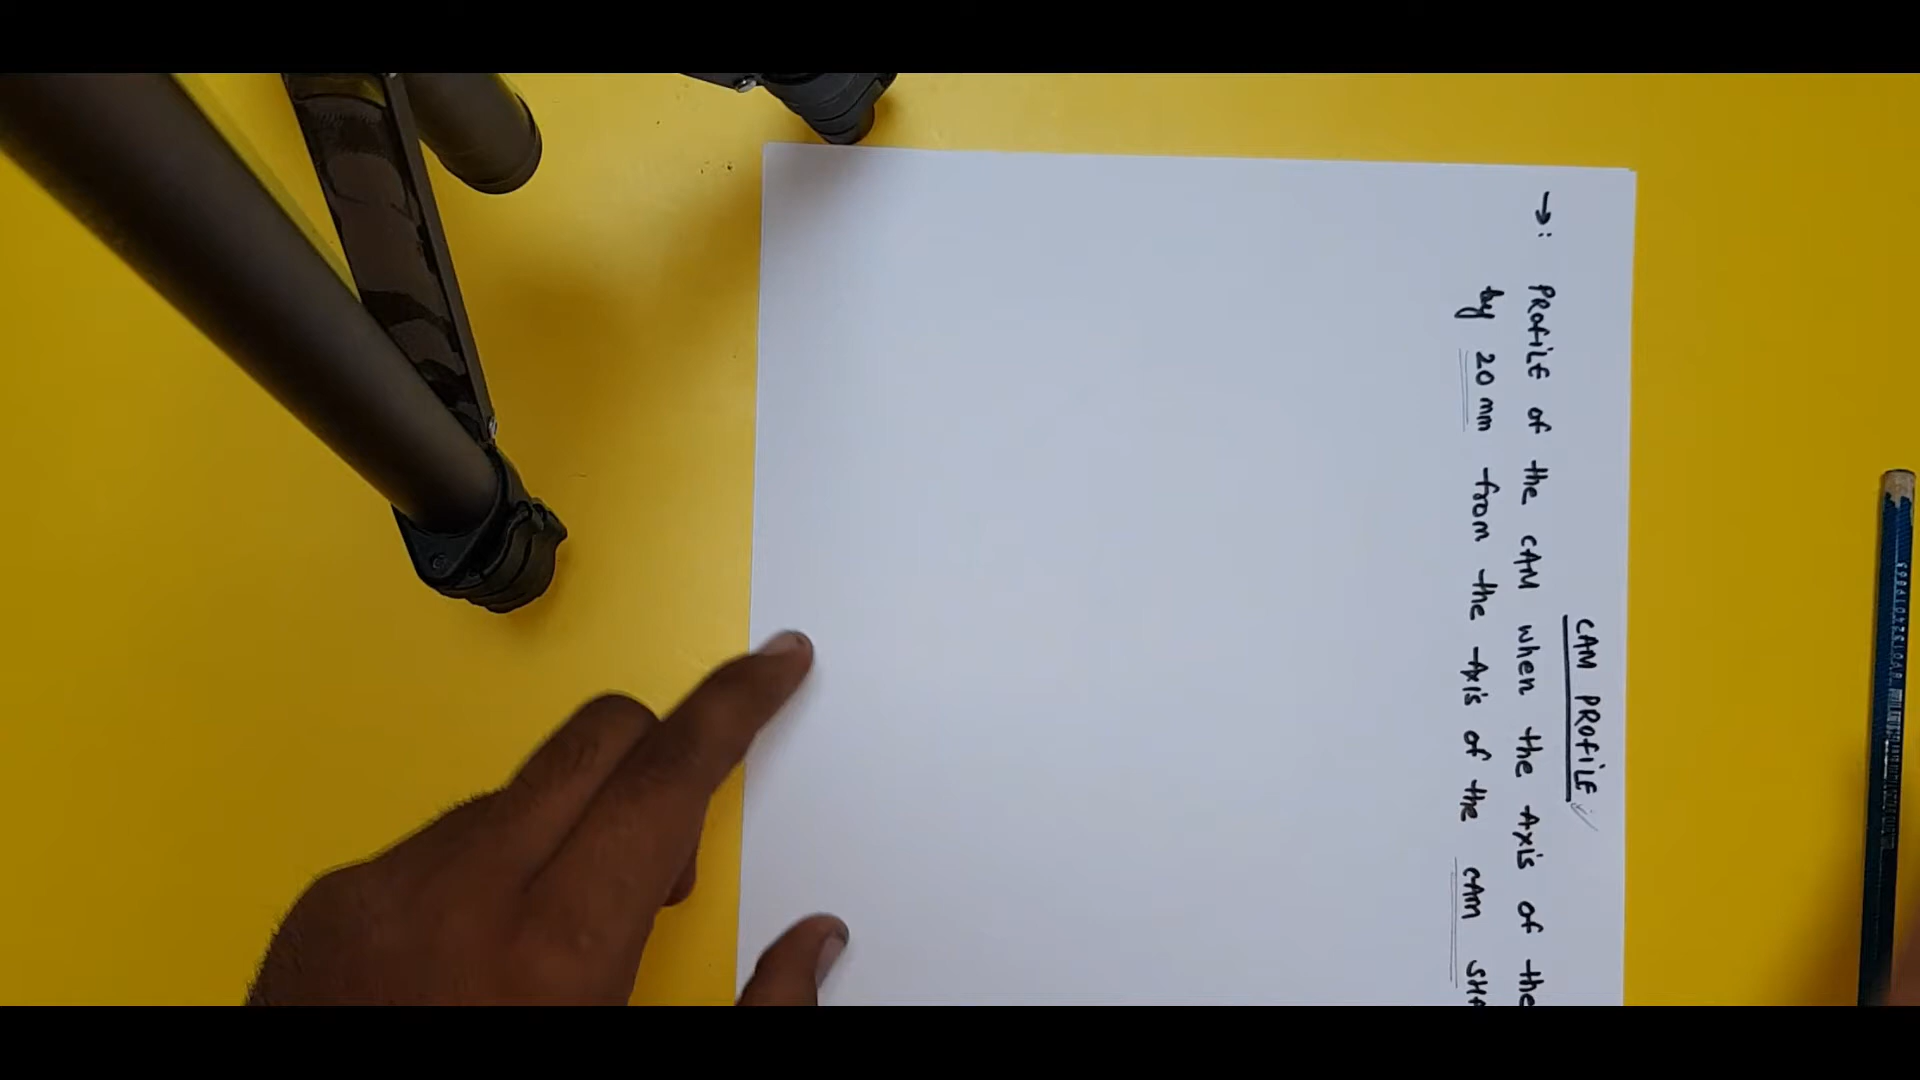 CAM PROFILE
→: PROFILE of the CAM when the Axis of the
by 20 mm from the Axis of the CAM